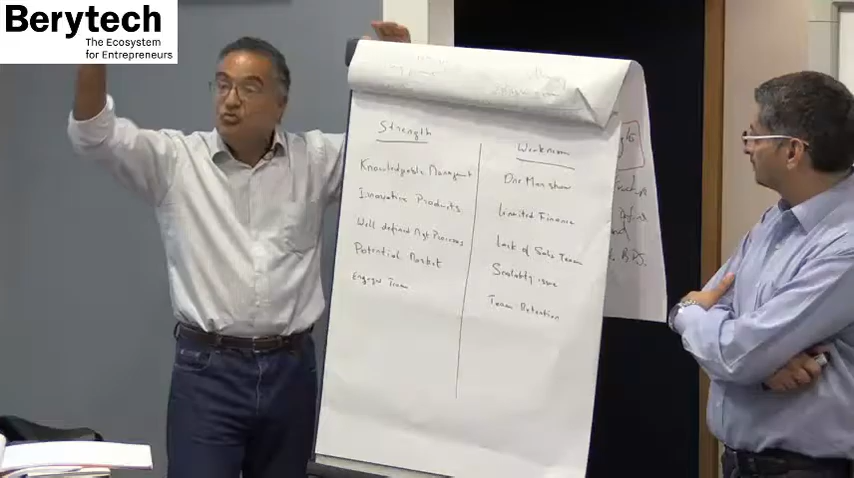 Berytech
The Ecosystem
for Entrepreneurs
Strength
Knowledgeable Managemt
Innovative Products
Well defined Mgt Processes
Potential Market
Engaged Team
Weakness
One Man show
Limited Finance
Lack of Sales Team
Scalability issue
Team Retention